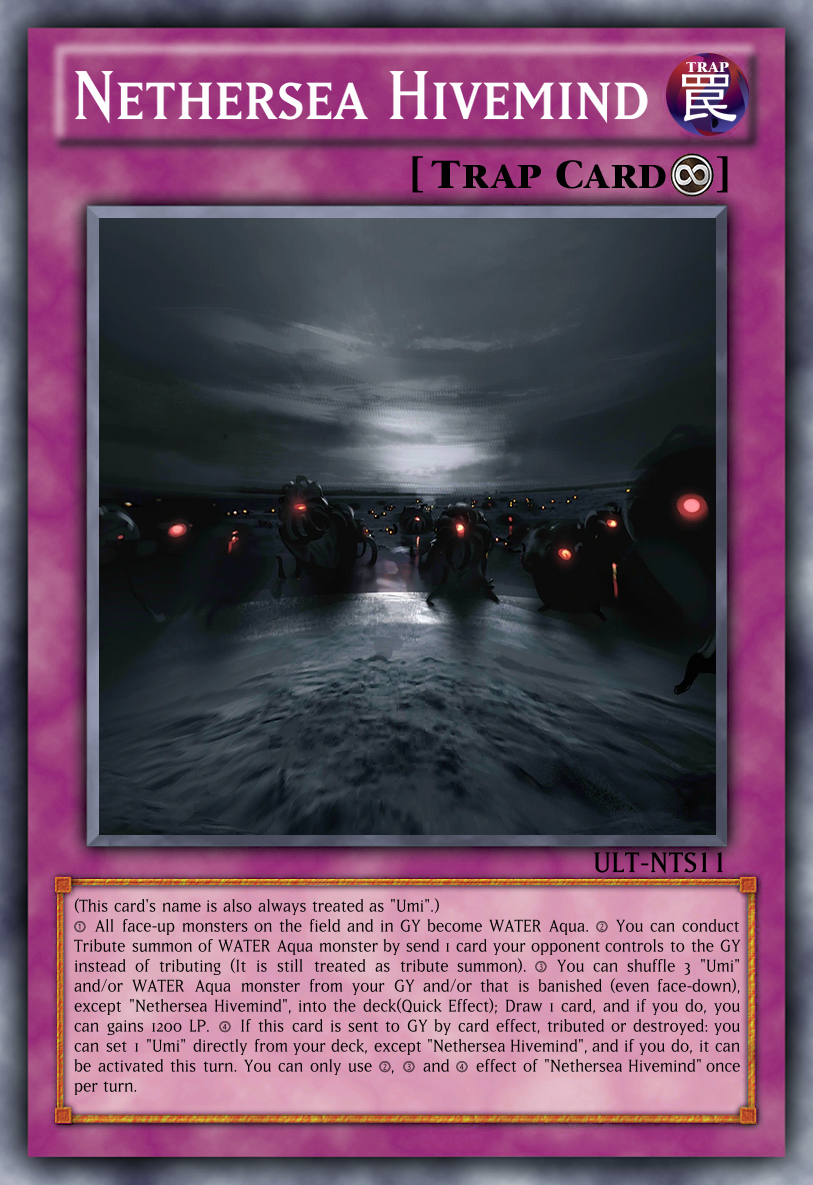 NETHERSEA HIVEMIND
TRAP
罠
[TRAP CARD∞]
ULT-NTS11
(This card's name is also always treated as "Umi".)
① All face-up monsters on the field and in GY become WATER Aqua. ② You can conduct
Tribute summon of WATER Aqua monster by send 1 card your opponent controls to the GY
instead of tributing (It is still treated as tribute summon). ③ You can shuffle 3 "Umi"
and/or WATER Aqua monster from your GY and/or that is banished (even face-down),
except "Nethersea Hivemind", into the deck(Quick Effect); Draw 1 card, and if you do, you
can gains 1200 LP. ④ If this card is sent to GY by card effect, tributed or destroyed: you
can set 1 "Umi" directly from your deck, except "Nethersea Hivemind", and if you do, it can
be activated this turn. You can only use ②, ③ and ④ effect of "Nethersea Hivemind" once
per turn.